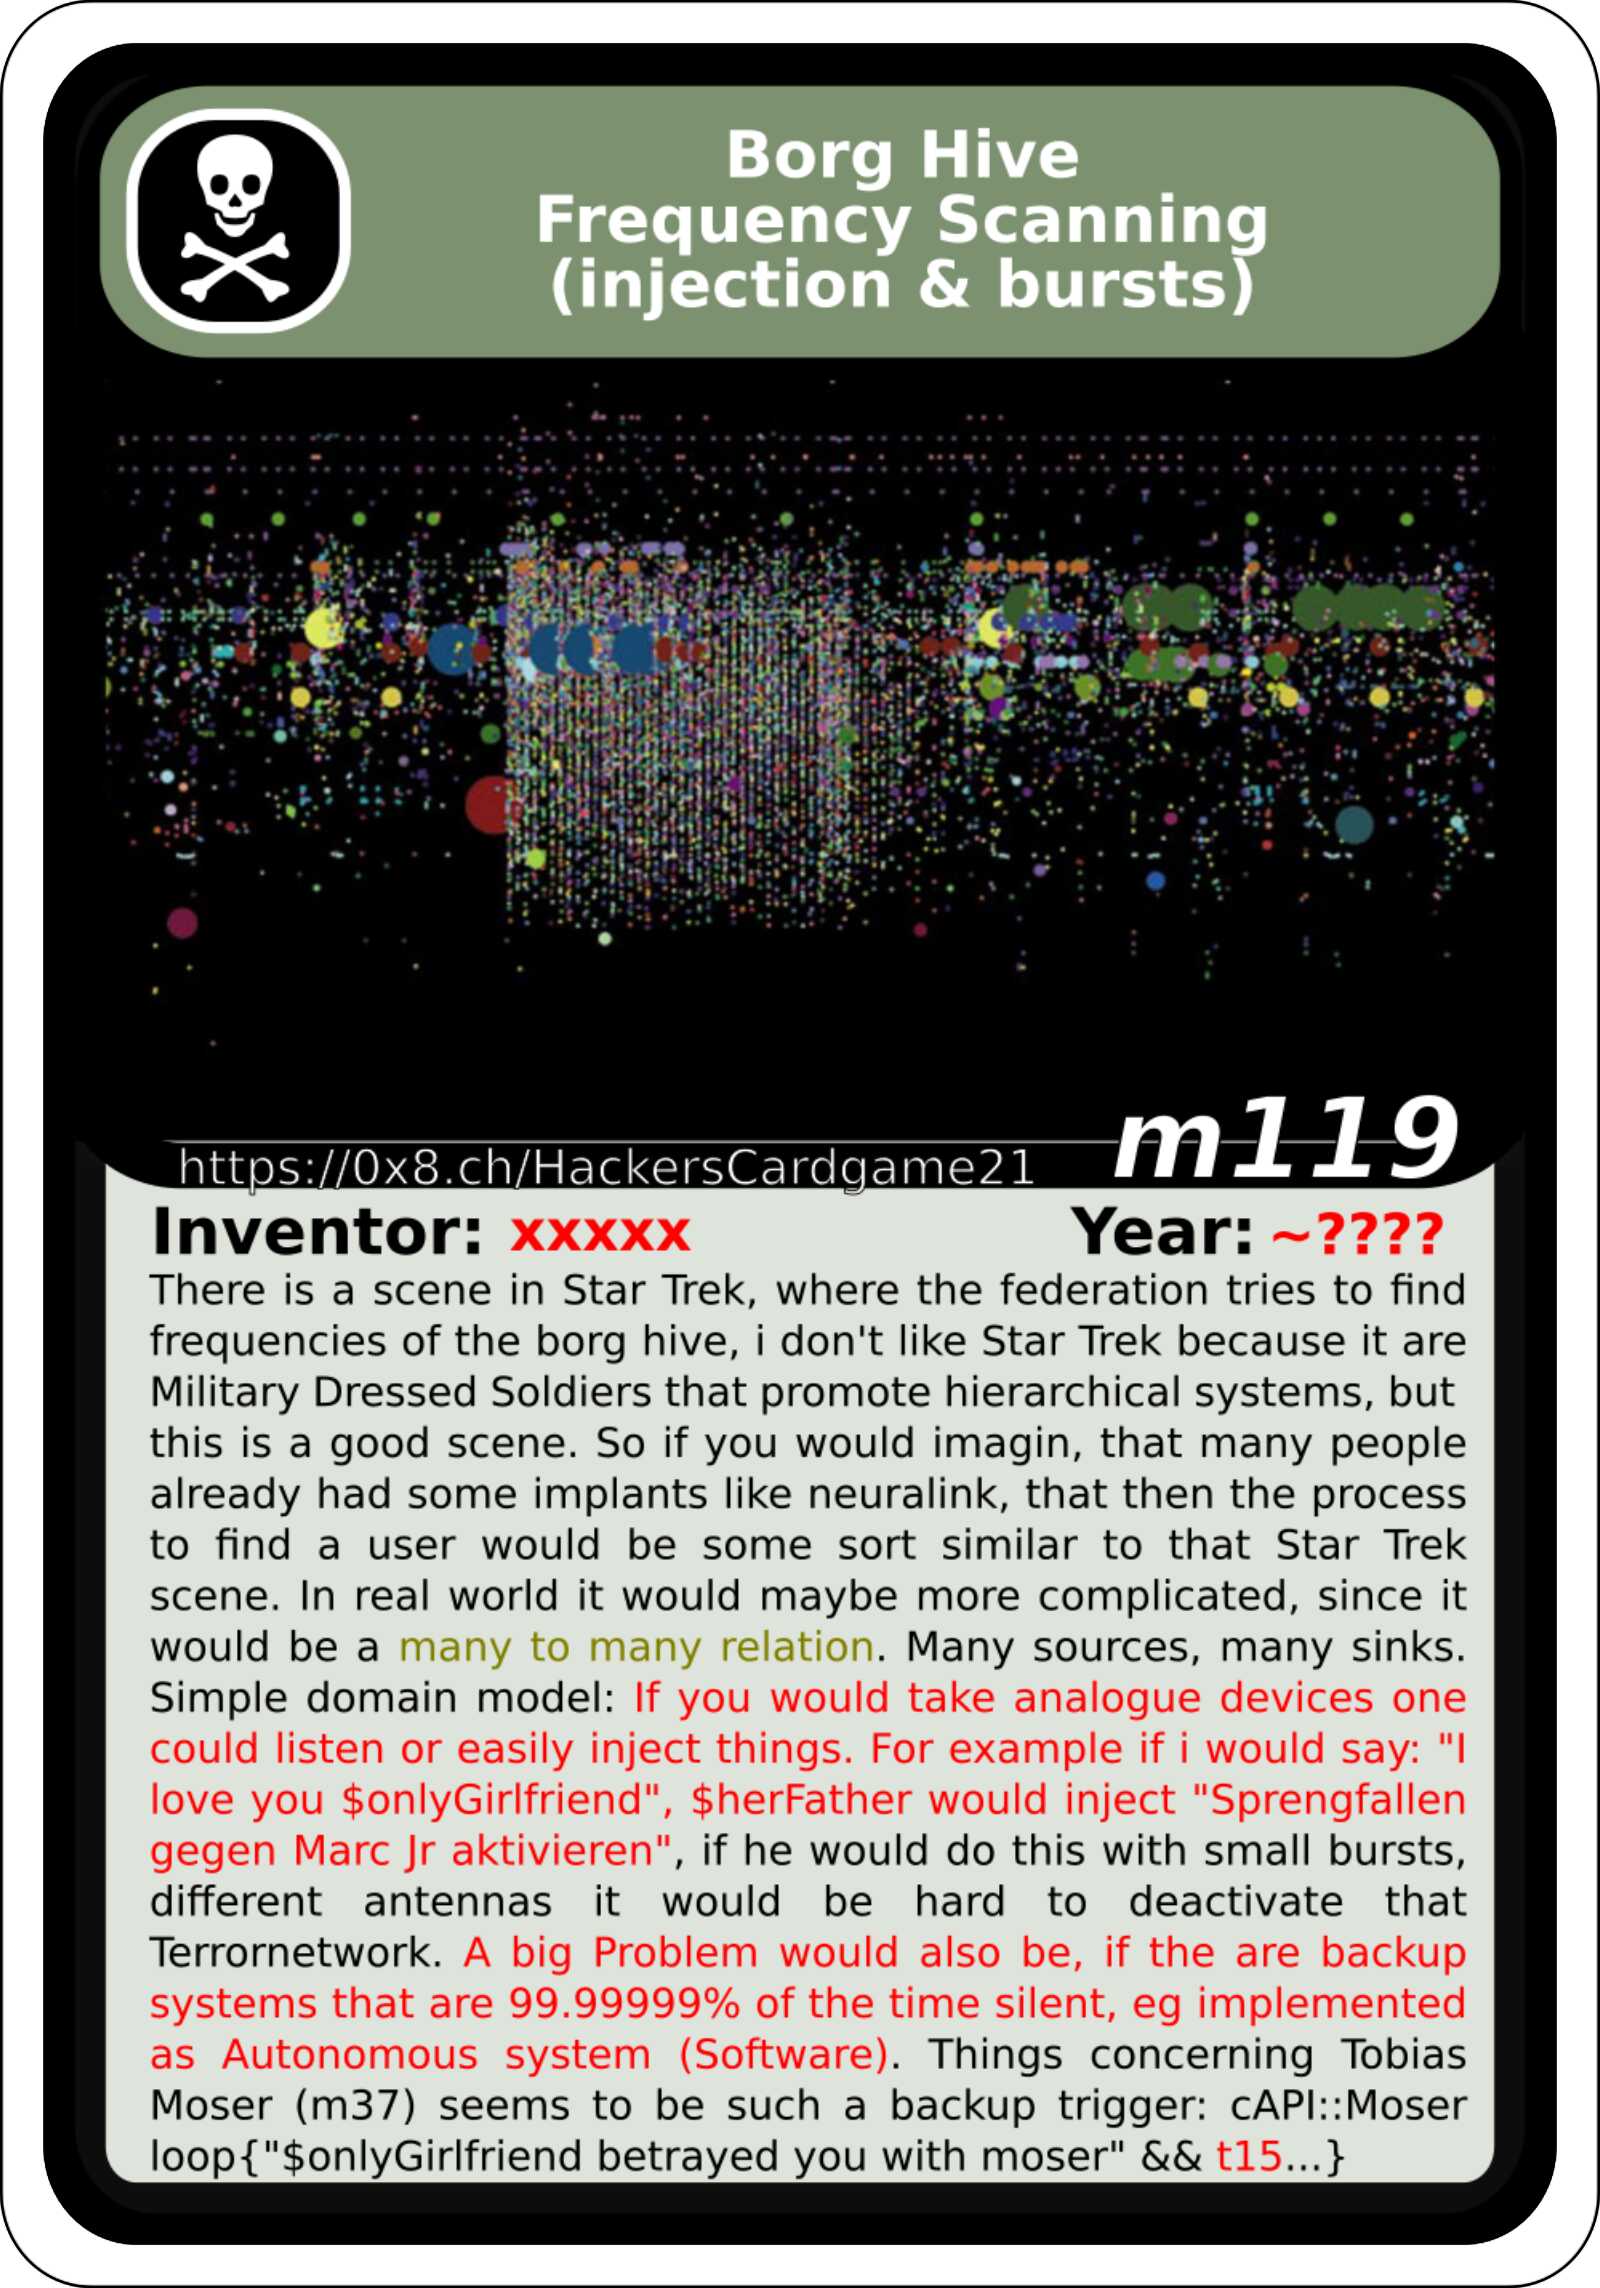 Borg Hive
Frequency Scanning
(injection & bursts)
m119
https://0x8.ch/HackersCardgame21
Inventor: xxxxx Year: ~????
There is a scene in Star Trek, where the federation tries to find
frequencies of the borg hive, i don't like Star Trek because it are
Military Dressed Soldiers that promote hierarchical systems, but
this is a good scene. So if you would imagin, that many people
already had some implants like neuralink, that then the process
to find a user would be some sort similar to that Star Trek
scene. In real world it would maybe more complicated, since it
would be a many to many relation. Many sources, many sinks.
Simple domain model: If you would take analogue devices one
could listen or easily inject things. For example if i would say: "I
love you $onlyGirlfriend", $herFather would inject "Sprengfallen
gegen Marc Jr aktivieren", if he would do this with small bursts,
different antennas it would be hard to deactivate that
Terrornetwork. A big Problem would also be, if the are backup
systems that are 99.99999% of the time silent, eg implemented
as Autonomous system (Software). Things concerning Tobias
Moser (m37) seems to be such a backup trigger: cAPI::Moser
loop{"$onlyGirlfriend betrayed you with moser" && t15...}